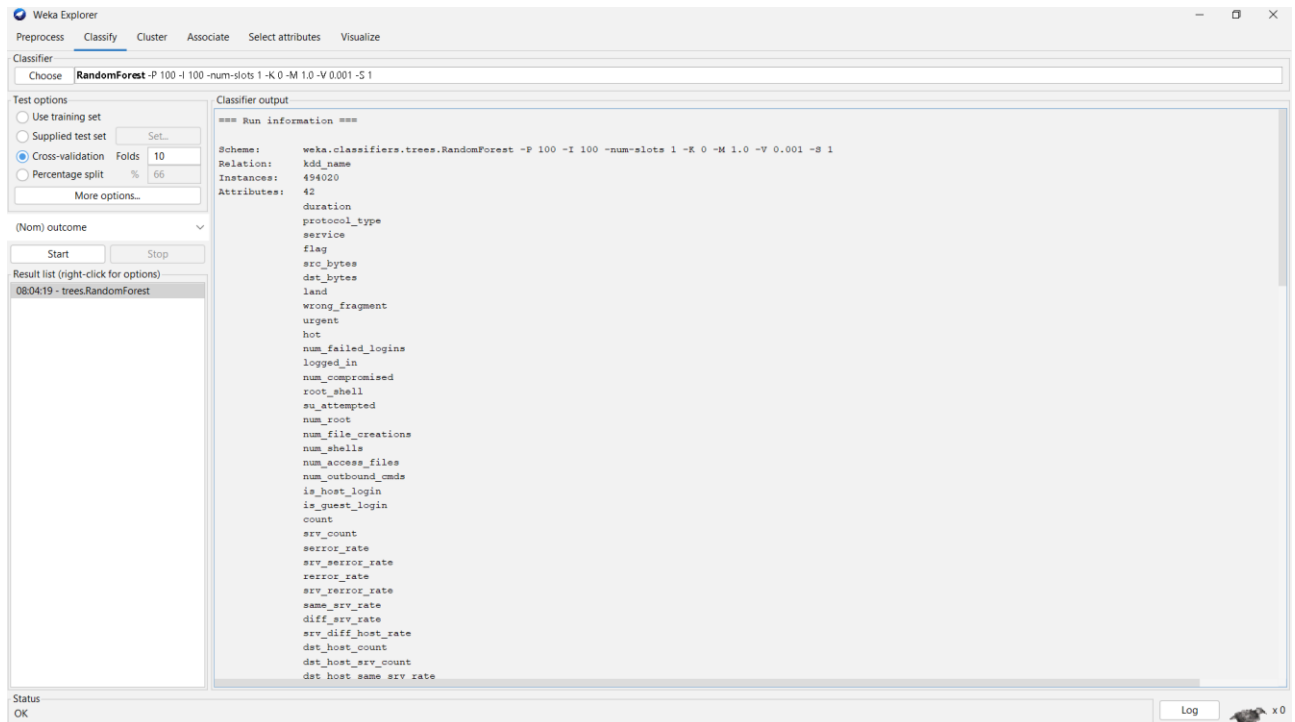 Weka Explorer
Preprocess Classify Cluster Associate Select attributes Visualize
Classifier
Choose RandomForest -P 100 -I 100 -num-slots 1 -K 0 -M 1.0 -V 0.001 -S 1
Test options
Use training set
Supplied test set Set...
Cross-validation Folds 10
Percentage split % 66
More options...
(Nom) outcome
Start Stop
Result list (right-click for options)
08:04:19 - trees.RandomForest
Classifier output
=== Run information ===
Scheme: weka.classifiers.trees.RandomForest -P 100 -I 100 -num-slots 1 -K 0 -M 1.0 -V 0.001 -S 1
Relation: kdd_name
Instances: 494020
Attributes: 42
duration
protocol_type
service
flag
src_bytes
dst_bytes
land
wrong_fragment
urgent
hot
num_failed_logins
logged_in
num_compromised
root_shell
su_attempted
num_root
num_file_creations
num_shells
num_access_files
num_outbound_cmds
is_host_login
is_guest_login
count
srv_count
serror_rate
srv_serror_rate
rerror_rate
srv_rerror_rate
same_srv_rate
diff_srv_rate
srv_diff_host_rate
dst_host_count
dst_host_srv_count
dst_host_same_srv_rate
Status
OK
Log x 0